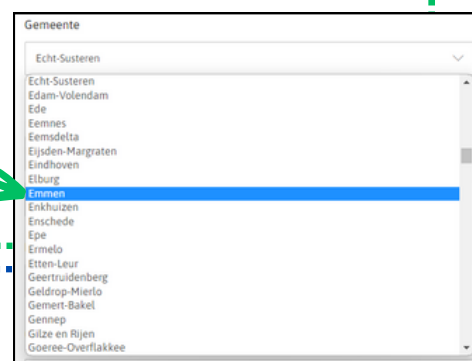 Gemeente
Echt-Susteren
Echt-Susteren
Edam-Volendam
Ede
Eemnes
Eemsdelta
Eijsden-Margraten
Eindhoven
Elburg
Emmen
Enkhuizen
Enschede
Epe
Ermelo
Etten-Leur
Geertruidenberg
Geldrop-Mierlo
Gemert-Bakel
Gennep
Gilze en Rijen
Goeree-Overflakkee